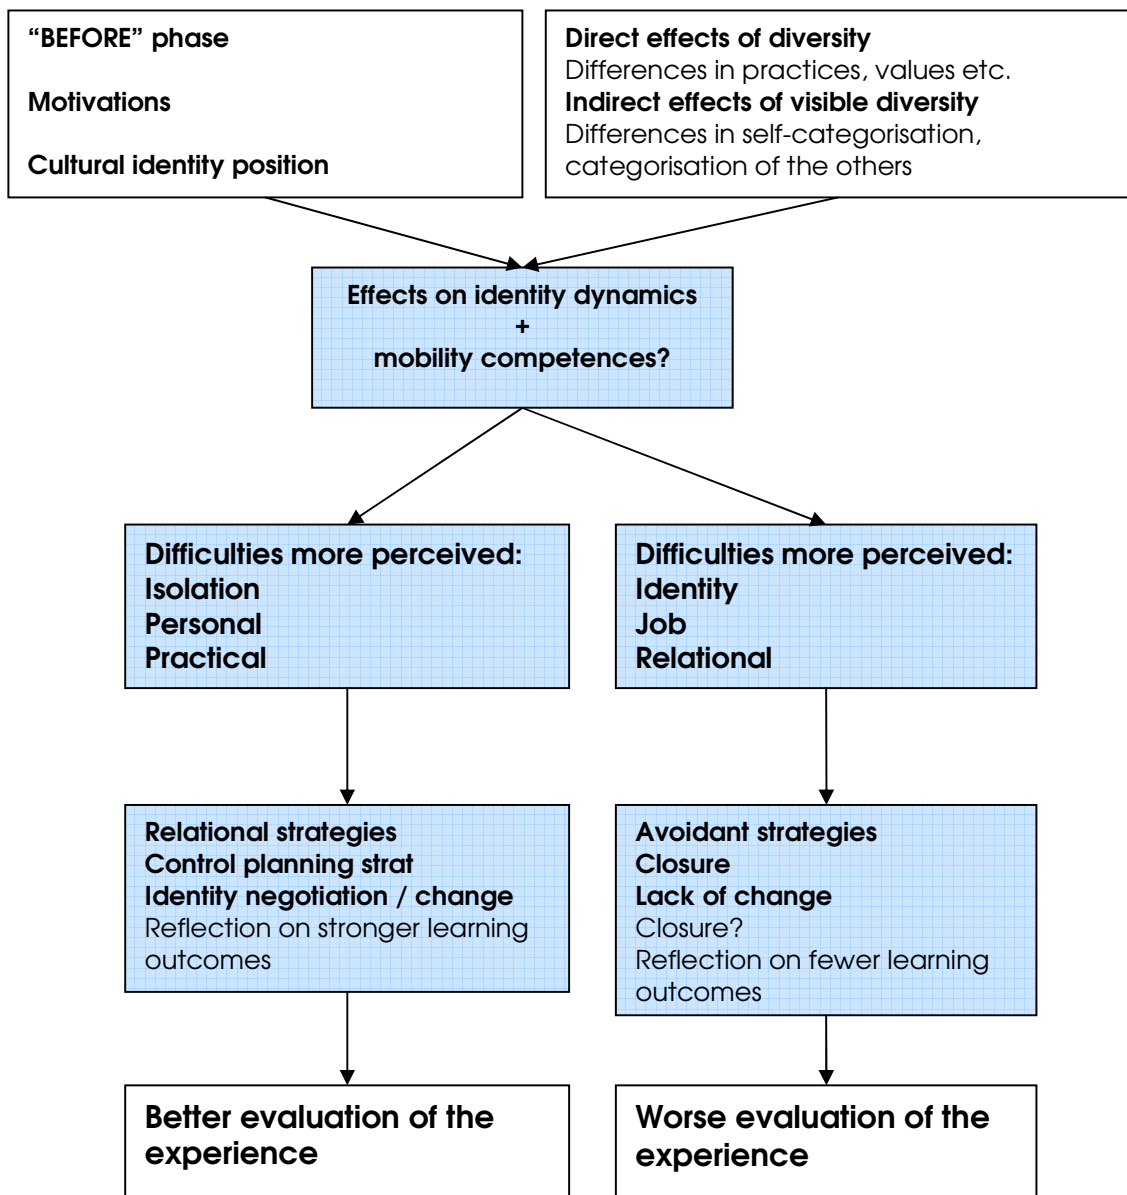 “BEFORE” phase
Motivations
Cultural identity position
Direct effects of diversity
Differences in practices, values etc.
Indirect effects of visible diversity
Differences in self-categorisation,
categorisation of the others
Effects on identity dynamics
+
mobility competences?
Difficulties more perceived:
Isolation
Personal
Practical
Difficulties more perceived:
Identity
Job
Relational
Relational strategies
Control planning strat
Identity negotiation / change
Reflection on stronger learning
outcomes
Avoidant strategies
Closure
Lack of change
Closure?
Reflection on fewer learning
outcomes
Better evaluation of the
experience
Worse evaluation of the
experience